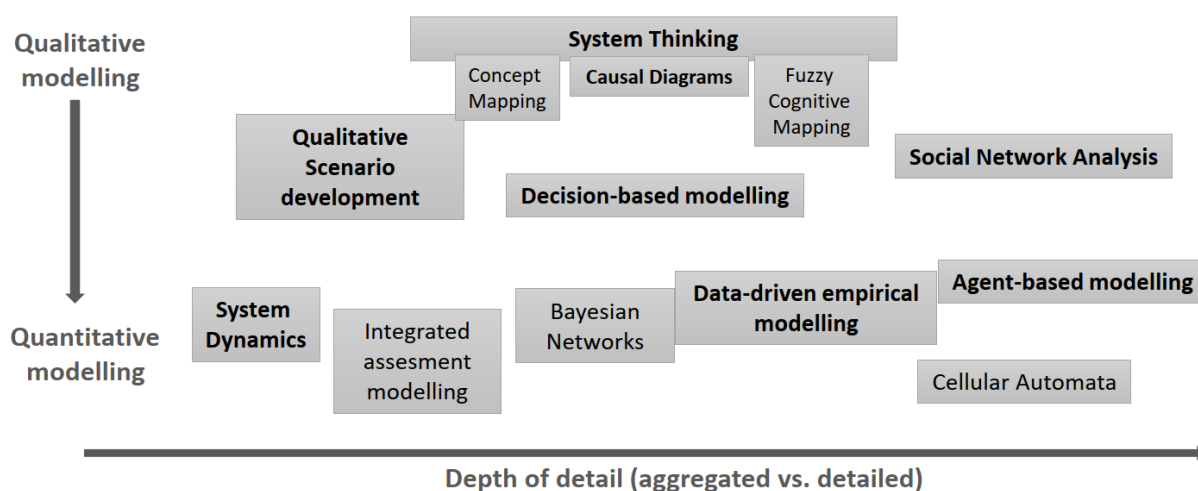 Qualitative
modelling
System Thinking
Concept
Mapping
Causal Diagrams
Fuzzy
Cognitive
Mapping
Qualitative
Scenario
development
Social Network Analysis
Decision-based modelling
System
Dynamics
Integrated
assesment
modelling
Bayesian
Networks
Data-driven empirical
modelling
Agent-based modelling
Cellular Automata
Quantitative
modelling
Depth of detail (aggregated vs. detailed)